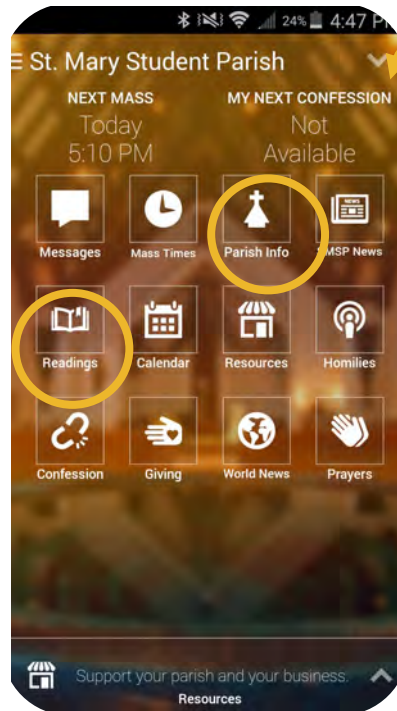 24% 4:47 P
St. Mary Student Parish
NEXT MASS MY NEXT CONFESSION
Today Not
5:10 PM Available
NEWS
Messages Mass Times Parish Info MSP News
Readings Calendar Resources Homilies
Confession Giving World News Prayers
Support your parish and your business.
Resources